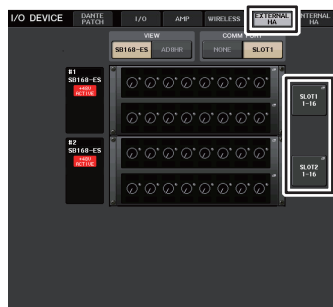 I/O DEVICE
DANTE PATCH
I/O
AMP
WIRELESS
EXTERNAL HA
INTERNAL HA
VIEW
COMM PORT
SB168-ES
AD8HR
NONE
SLOT1
#1
SB168-ES
+48V
ACTIVE
SLOT1
1-16
#2
SB168-ES
+48V
ACTIVE
SLOT2
1-16